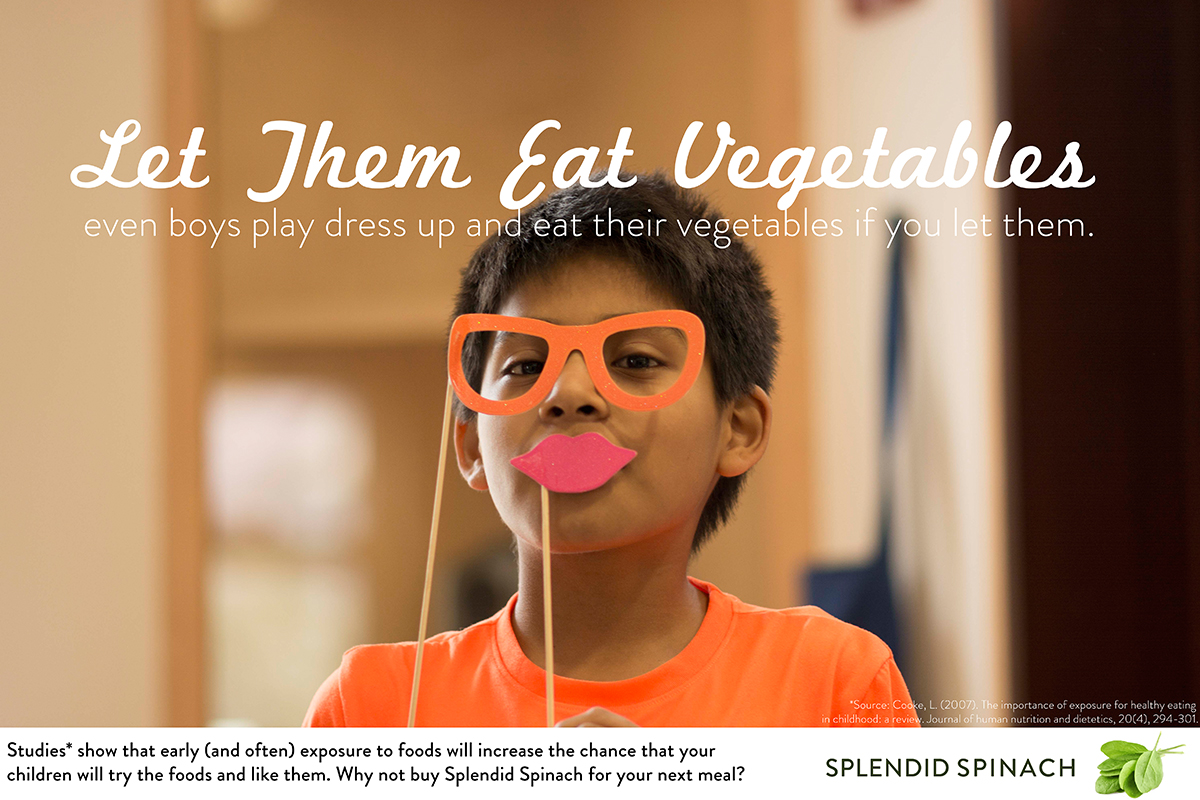 Let Them Eat Vegetables
even boys play dress up and eat their vegetables if you let them.
*Source: Cooke, L. (2007). The importance of exposure for healthy eating
in childhood: a review. Journal of human nutrition and dietetics, 20(4), 294-301.
Studies* show that early (and often) exposure to foods will increase the chance that your
children will try the foods and like them. Why not buy Splendid Spinach for your next meal?
SPLENDID SPINACH